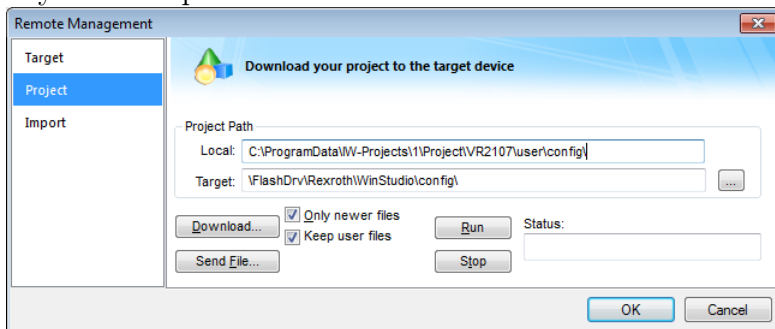 Remote Management
Target
Project
Import
Download your project to the target device
Project Path
Local: C:\ProgramData\IW-Projects\1\Project\VR2107\user\config\
Target: \FlashDrv\Rexroth\WinStudio\config\ ...
Download... Only newer files Run Status:
Keep user files
Send File... Stop
OK Cancel